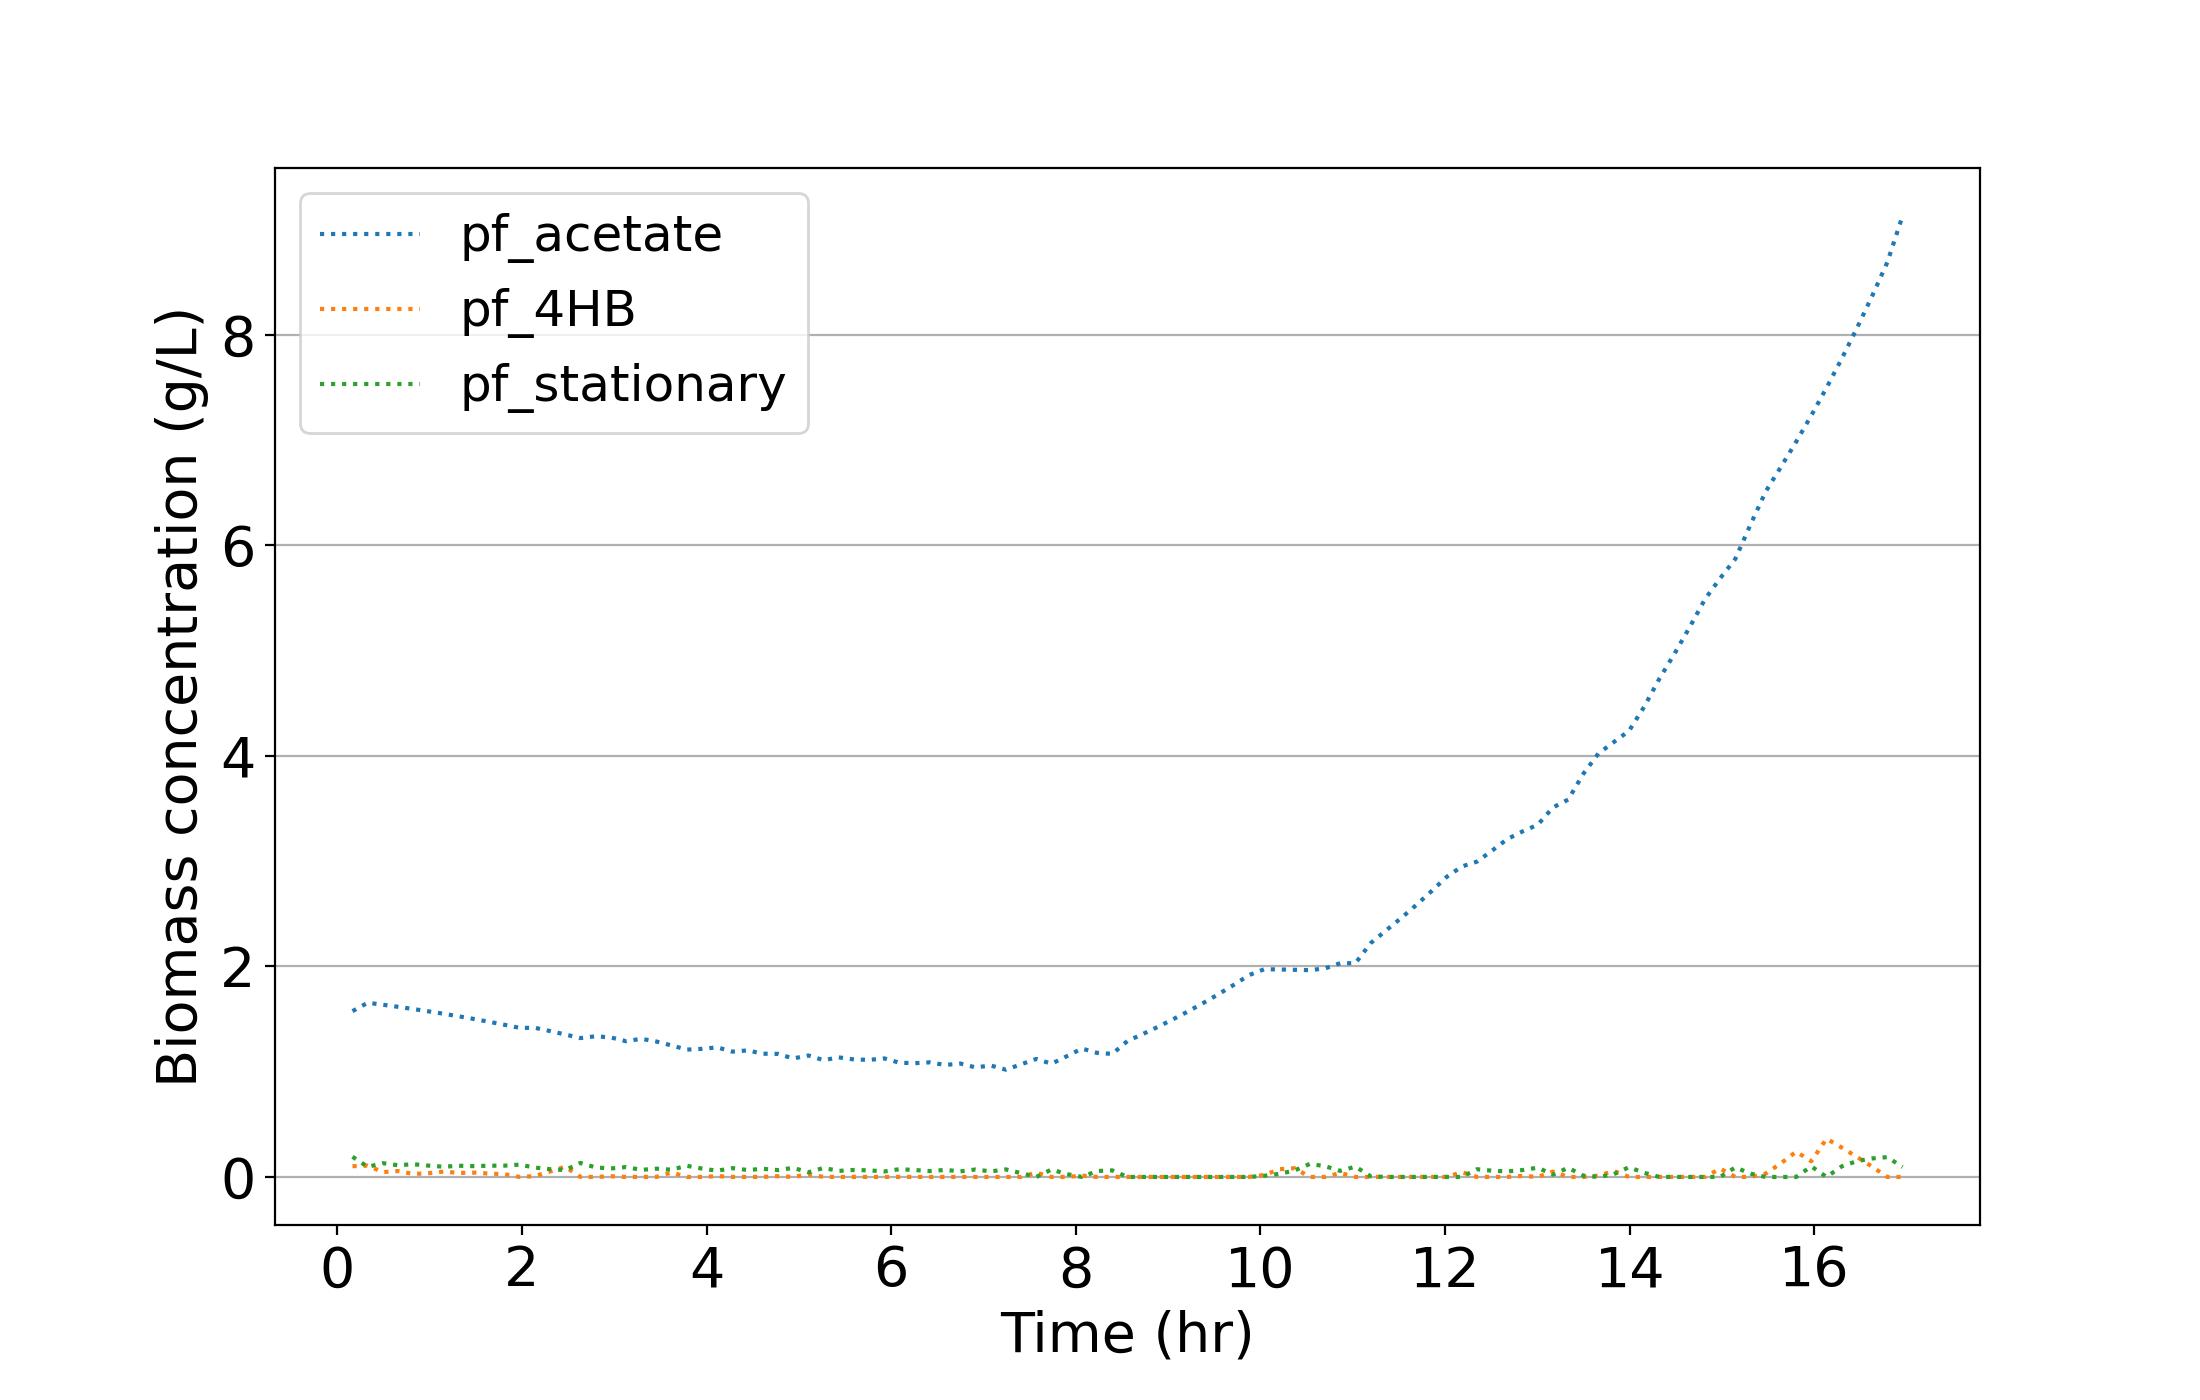 pf_acetate
pf_4HB
pf_stationary
Biomass concentration (g/L)
8
6
4
2
0
0 2 4 6 8 10 12 14 16
Time (hr)